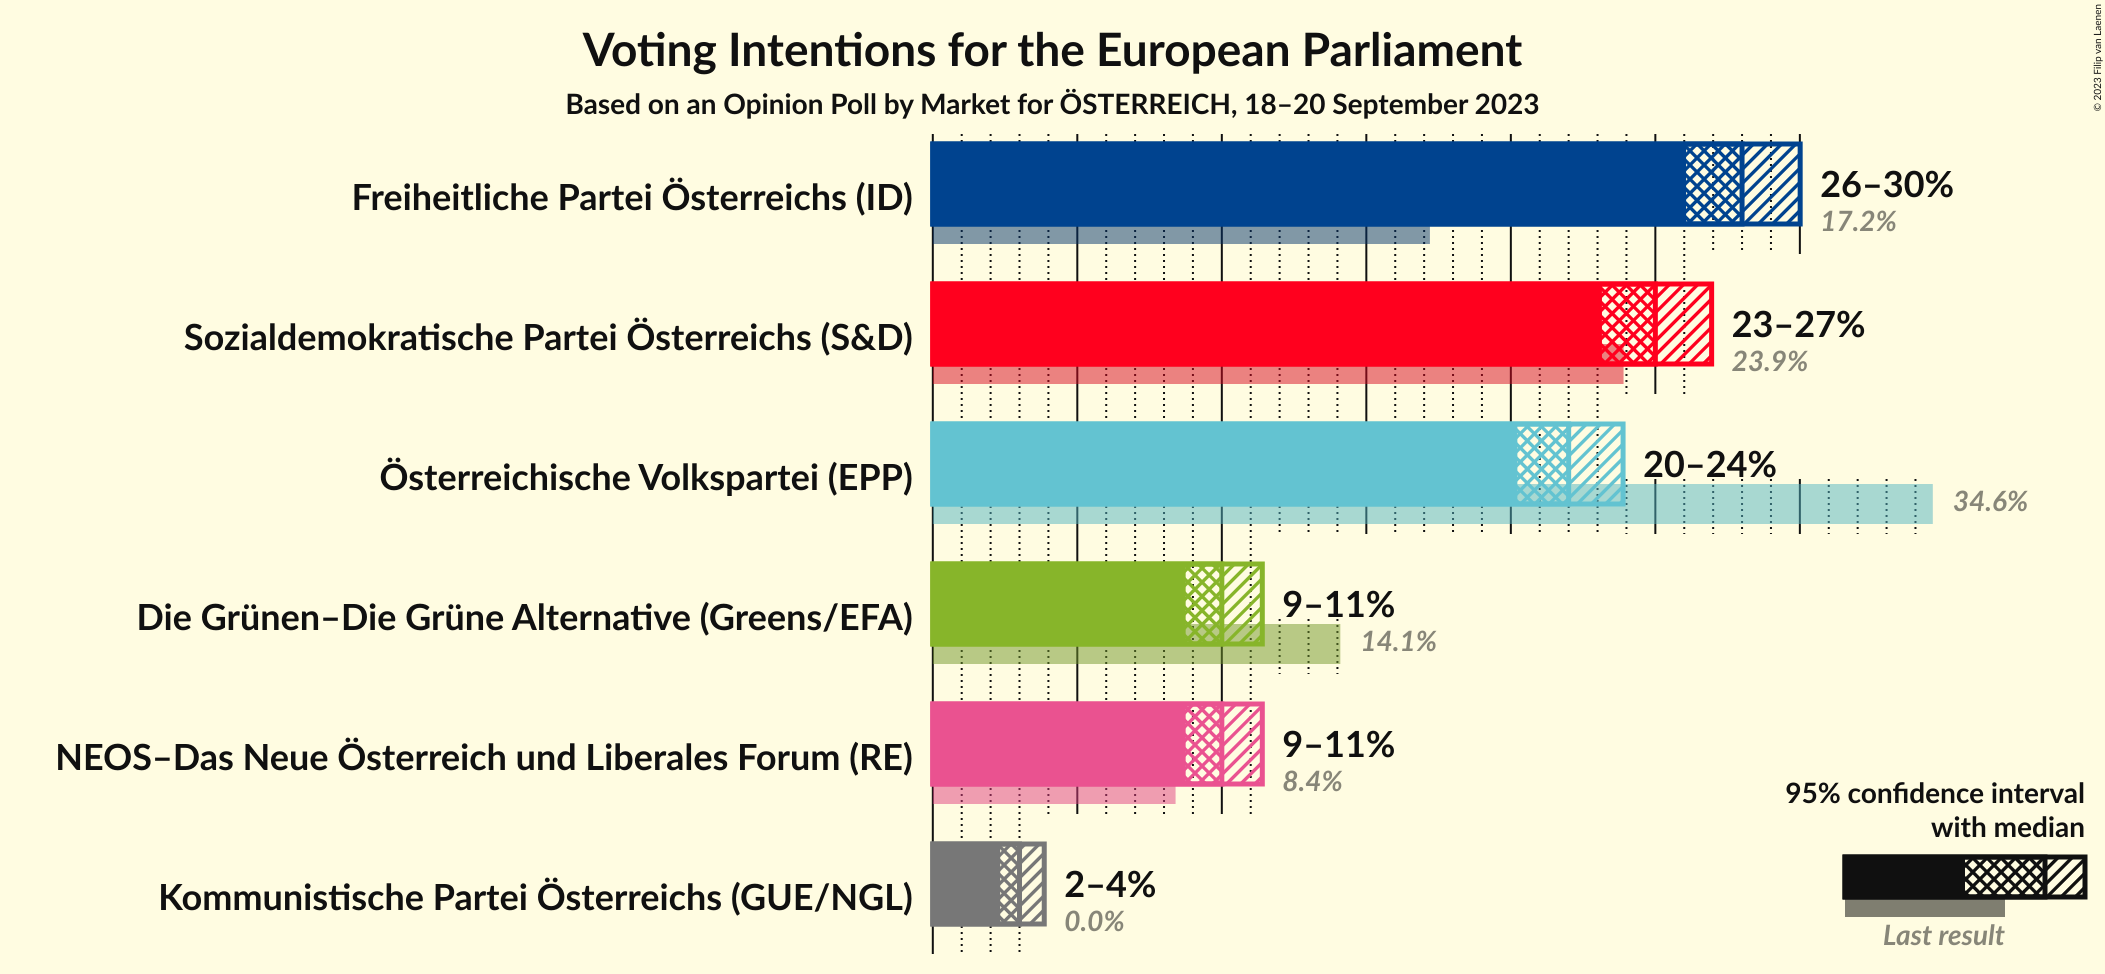 Voting Intentions for the European Parliament
Based on an Opinion Poll by Market for ÖSTERREICH, 18–20 September 2023
© 2023 Filip van Laenen
Freiheitliche Partei Österreichs (ID)
26–30%
17.2%
Sozialdemokratische Partei Österreichs (S&D)
23–27%
23.9%
Österreichische Volkspartei (EPP)
20–24%
34.6%
Die Grünen–Die Grüne Alternative (Greens/EFA)
9–11%
14.1%
NEOS–Das Neue Österreich und Liberales Forum (RE)
9–11%
8.4%
Kommunistische Partei Österreichs (GUE/NGL)
2–4%
0.0%
95% confidence interval
with median
Last result